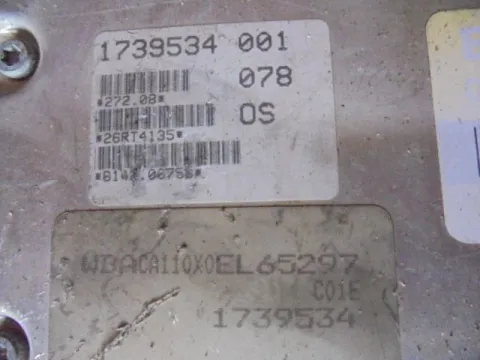 1739534 001
078
*272.08*
OS
*26RT4135*
WBACA110X0EL65297
C01E
1739534